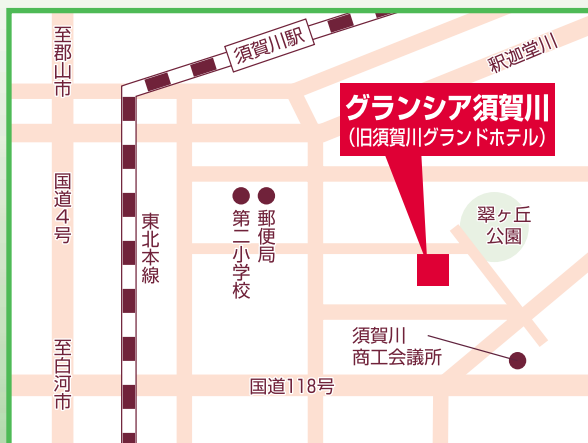 至郡山市
須賀川駅
釈迦堂川
グランシア須賀川
(旧須賀川グランドホテル)
国道4号
東北本線
第二小学校
郵便局
翠ヶ丘
公園
須賀川
商工会議所
至白河市
国道118号